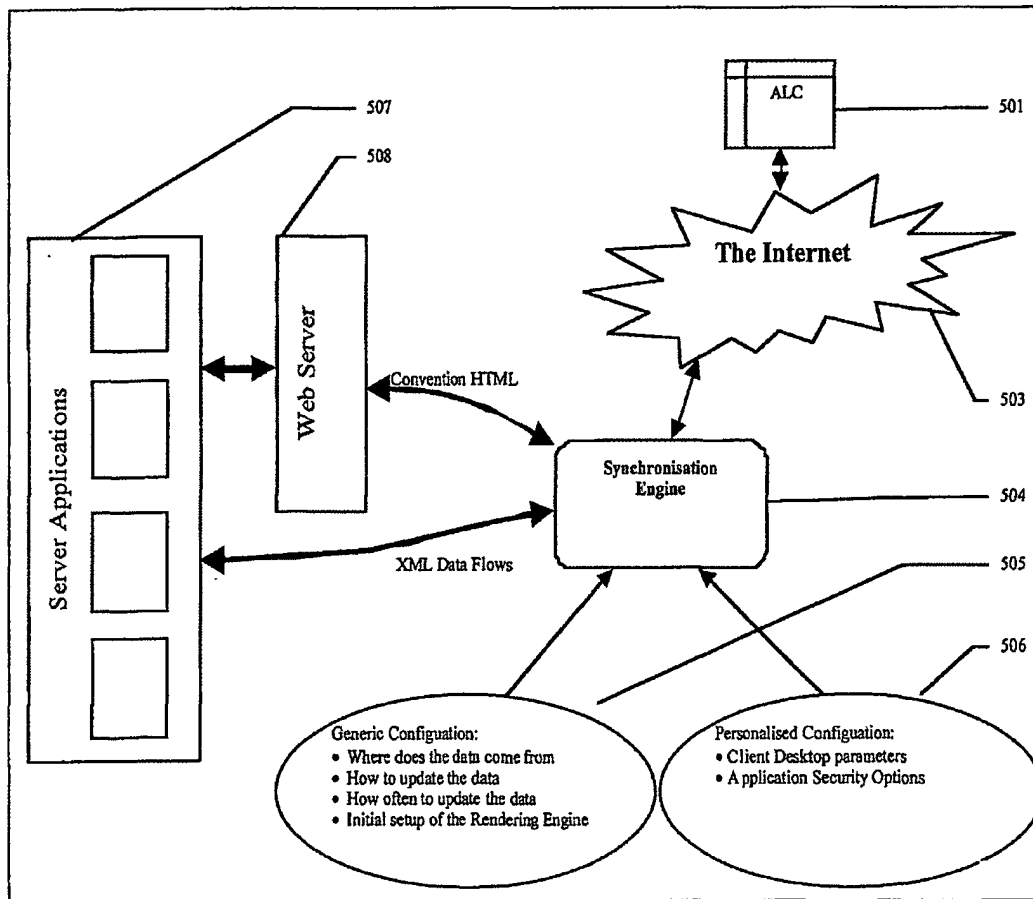 507
508
ALC
501
The Internet
503
Server Applications
Web Server
Convention HTML
Synchronisation
Engine
504
XML Data Flows
505
506
Generic Configuation:
• Where does the data come from
• How to update the data
• How often to update the data
• Initial setup of the Rendering Engine
Personalised Configuation:
• Client Desktop parameters
• Application Security Options